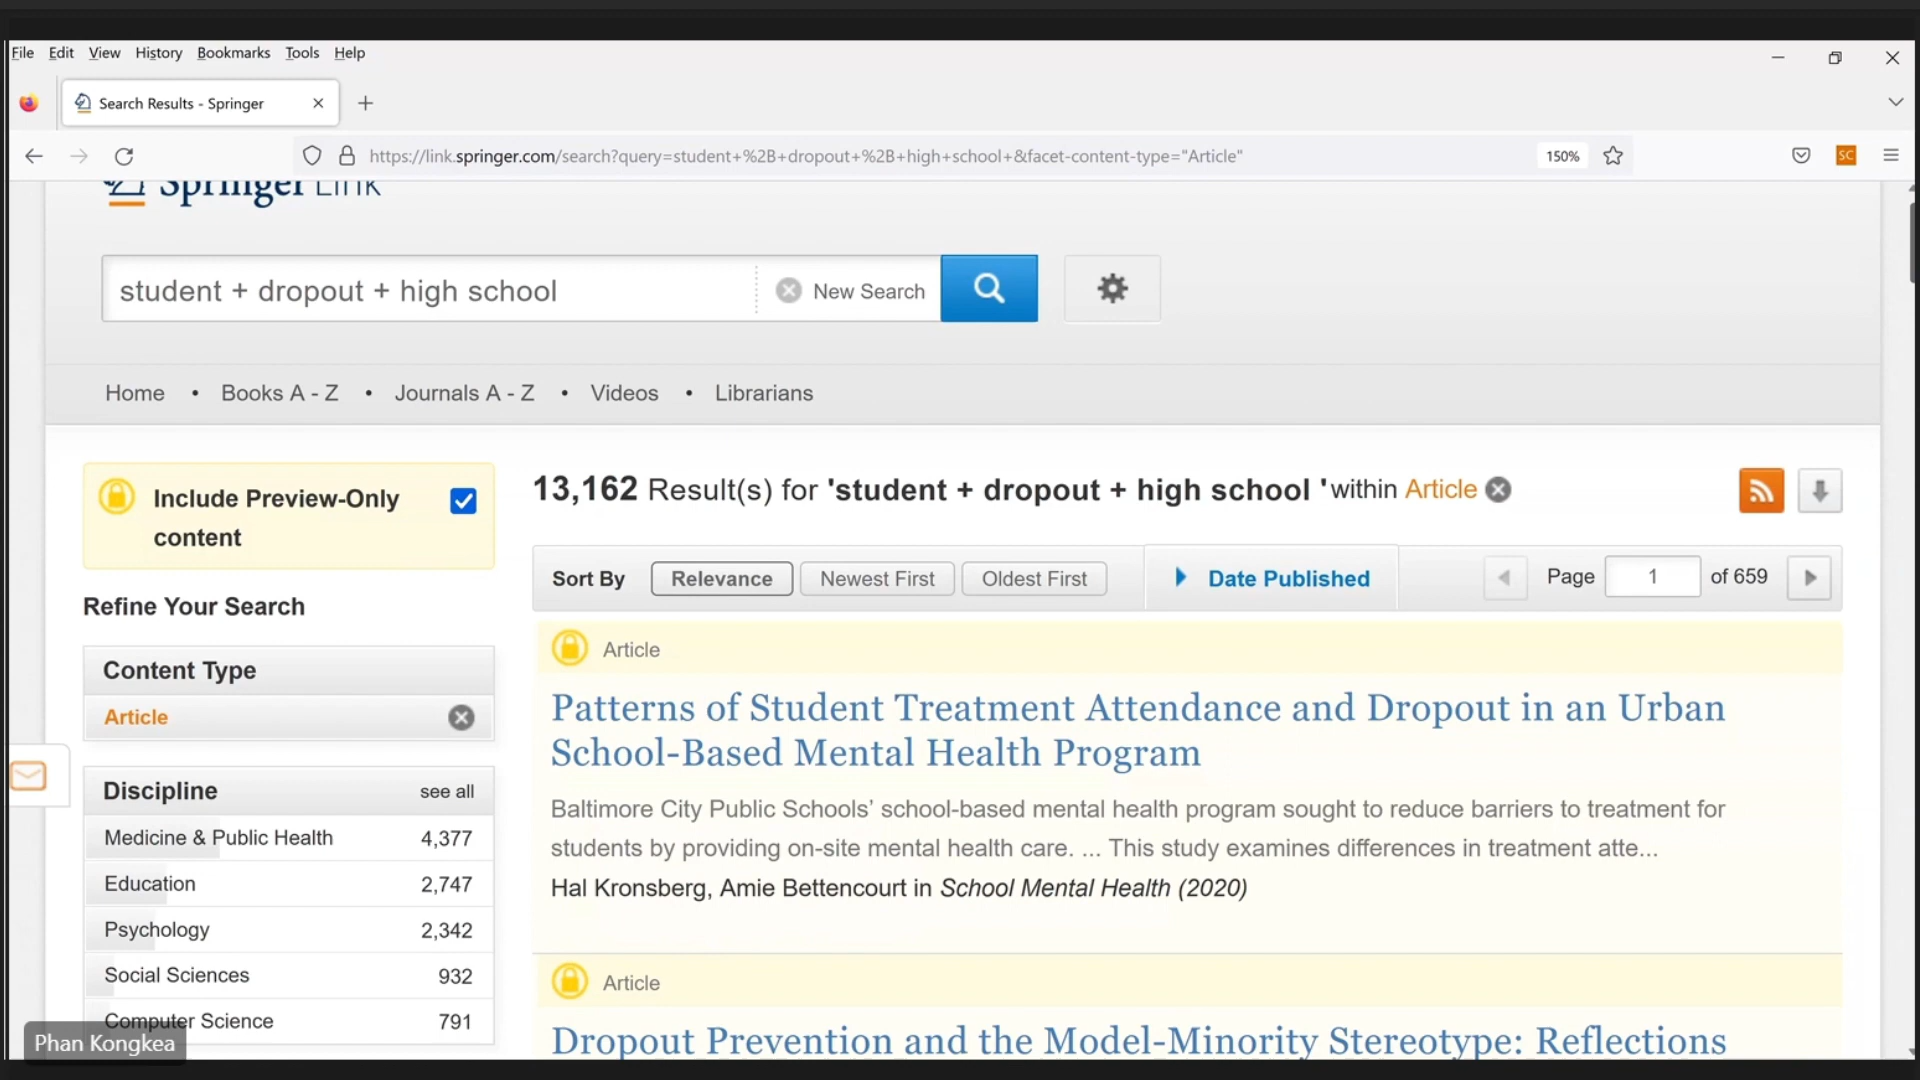 File Edit View History Bookmarks Tools Help
Search Results - Springer
https://link.springer.com/search?query=student+%2B+dropout+%2B+high+school+&facet-content-type="Article"
150%
SC
Springer Link
student + dropout + high school
New Search
Home • Books A - Z • Journals A - Z • Videos • Librarians
Include Preview-Only
content
13,162 Result(s) for 'student + dropout + high school ' within Article
Sort By Relevance Newest First Oldest First Date Published Page 1 of 659
Refine Your Search
Content Type
Article
Discipline see all
Medicine & Public Health 4,377
Education 2,747
Psychology 2,342
Social Sciences 932
Computer Science 791
Article
Patterns of Student Treatment Attendance and Dropout in an Urban
School-Based Mental Health Program
Baltimore City Public Schools’ school-based mental health program sought to reduce barriers to treatment for
students by providing on-site mental health care. ... This study examines differences in treatment atte...
Hal Kronsberg, Amie Bettencourt in School Mental Health (2020)
Article
Dropout Prevention and the Model-Minority Stereotype: Reflections
Phan Kongkea